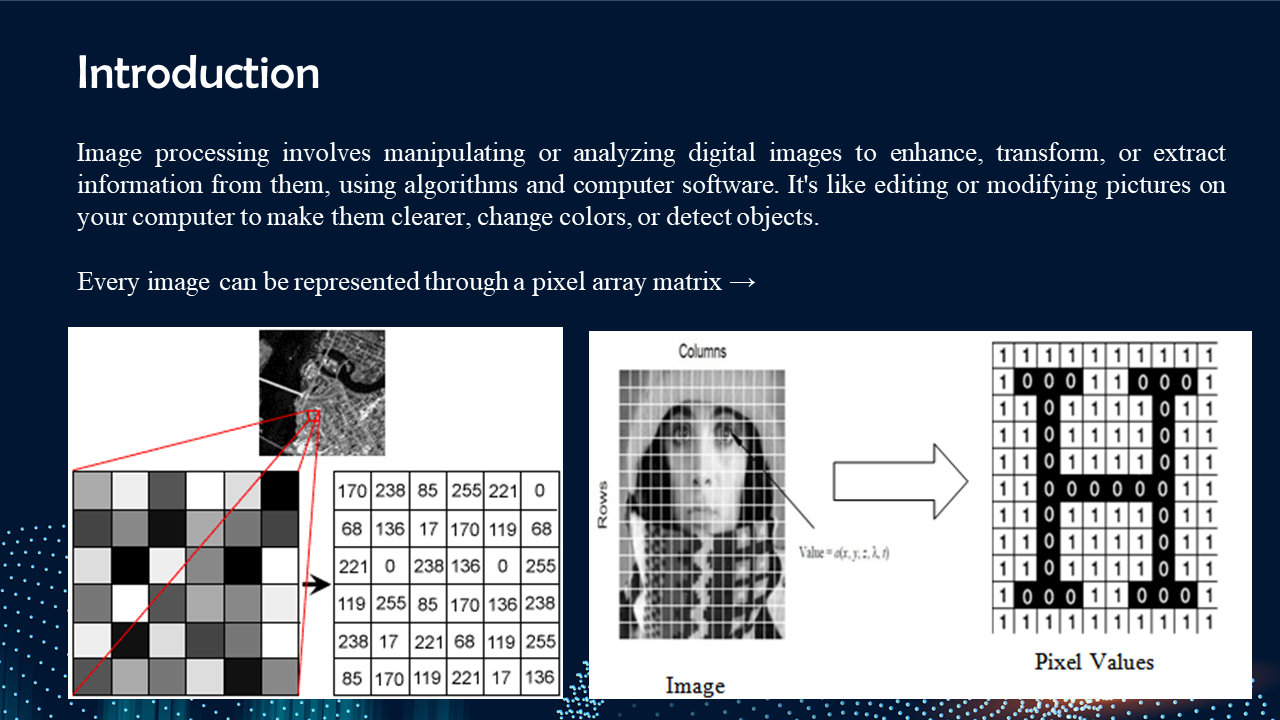 Introduction
Image processing involves manipulating or analyzing digital images to enhance, transform, or extract
information from them, using algorithms and computer software. It's like editing or modifying pictures on
your computer to make them clearer, change colors, or detect objects.
Every image can be represented through a pixel array matrix →
170 238 85 255 221 0
68 136 17 170 119 68
221 0 238 136 0 255
119 255 85 170 136 238
238 17 221 68 119 255
85 170 119 221 17 136
Columns
Rows
Value = a(x, y, z, λ, t)
Image
1 1 1 1 1 1 1 1 1 1
1 0 0 0 1 1 0 0 0 1
1 1 0 1 1 1 1 0 1 1
1 1 0 1 1 1 1 0 1 1
1 1 0 1 1 1 1 0 1 1
1 1 0 0 0 0 0 0 1 1
1 1 0 1 1 1 1 0 1 1
1 1 0 1 1 1 1 0 1 1
1 1 0 1 1 1 1 0 1 1
1 0 0 0 1 1 0 0 0 1
1 1 1 1 1 1 1 1 1 1
Pixel Values